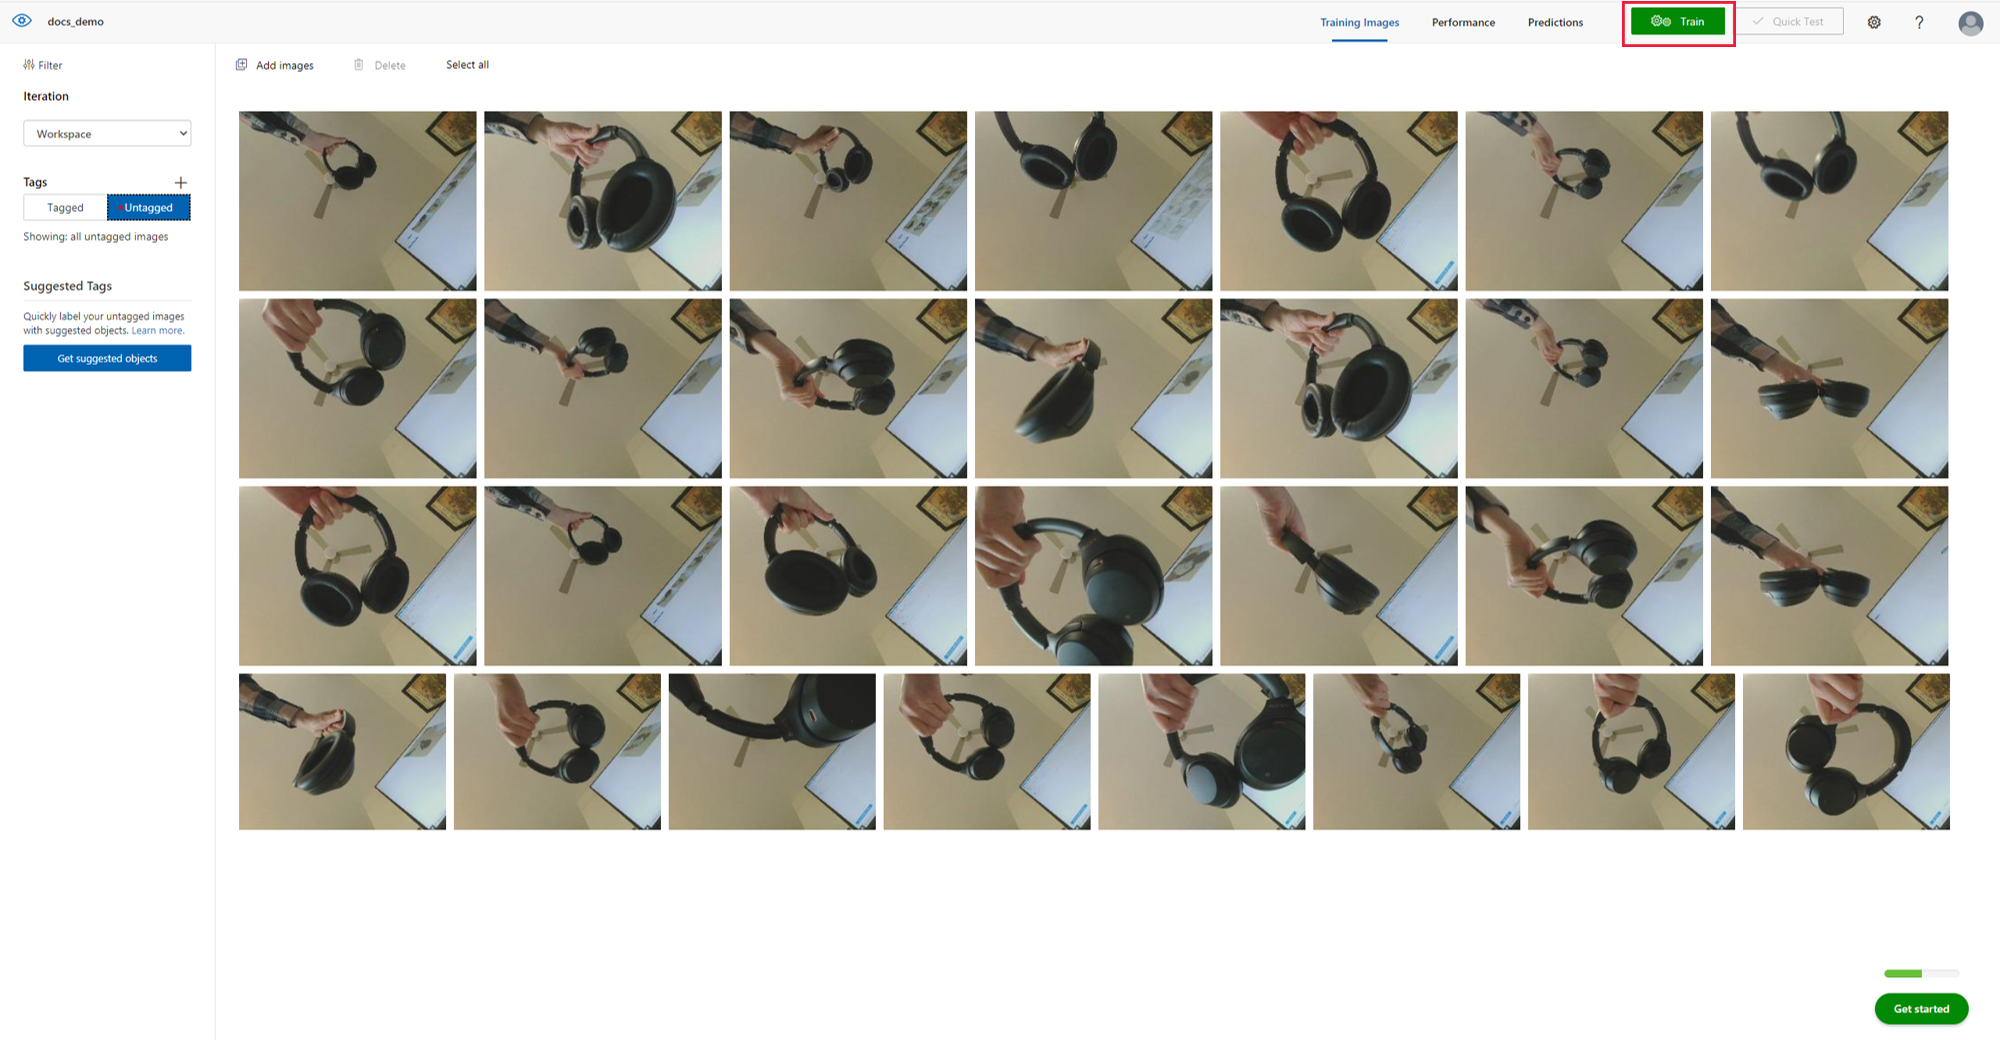 docs_demo
Training Images
Performance
Predictions
Train
Quick Test
?
Filter
Iteration
Workspace
Tags
Tagged
Untagged
Showing: all untagged images
Suggested Tags
Quickly label your untagged images
with suggested objects. Learn more.
Get suggested objects
Add images
Delete
Select all
Get started